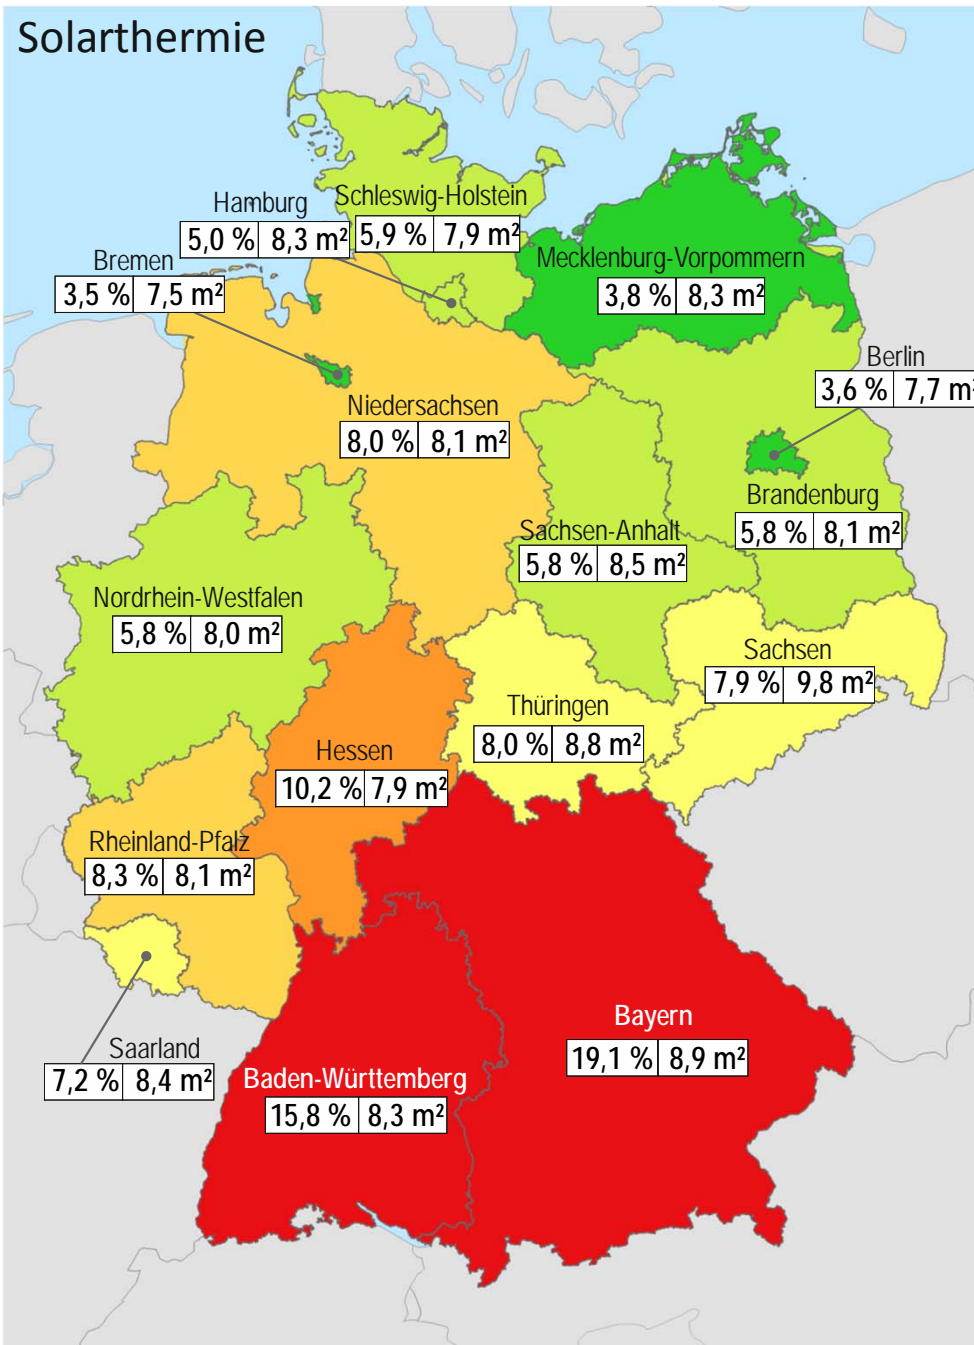 Solarthermie
Hamburg
5,0 % 8,3 m²
Schleswig-Holstein
5,9 % 7,9 m²
Bremen
3,5 % 7,5 m²
Mecklenburg-Vorpommern
3,8 % 8,3 m²
Berlin
3,6 % 7,7 m²
Niedersachsen
8,0 % 8,1 m²
Brandenburg
5,8 % 8,1 m²
Sachsen-Anhalt
5,8 % 8,5 m²
Nordrhein-Westfalen
5,8 % 8,0 m²
Sachsen
7,9 % 9,8 m²
Thüringen
8,0 % 8,8 m²
Hessen
10,2 % 7,9 m²
Rheinland-Pfalz
8,3 % 8,1 m²
Saarland
7,2 % 8,4 m²
Bayern
19,1 % 8,9 m²
Baden-Württemberg
15,8 % 8,3 m²